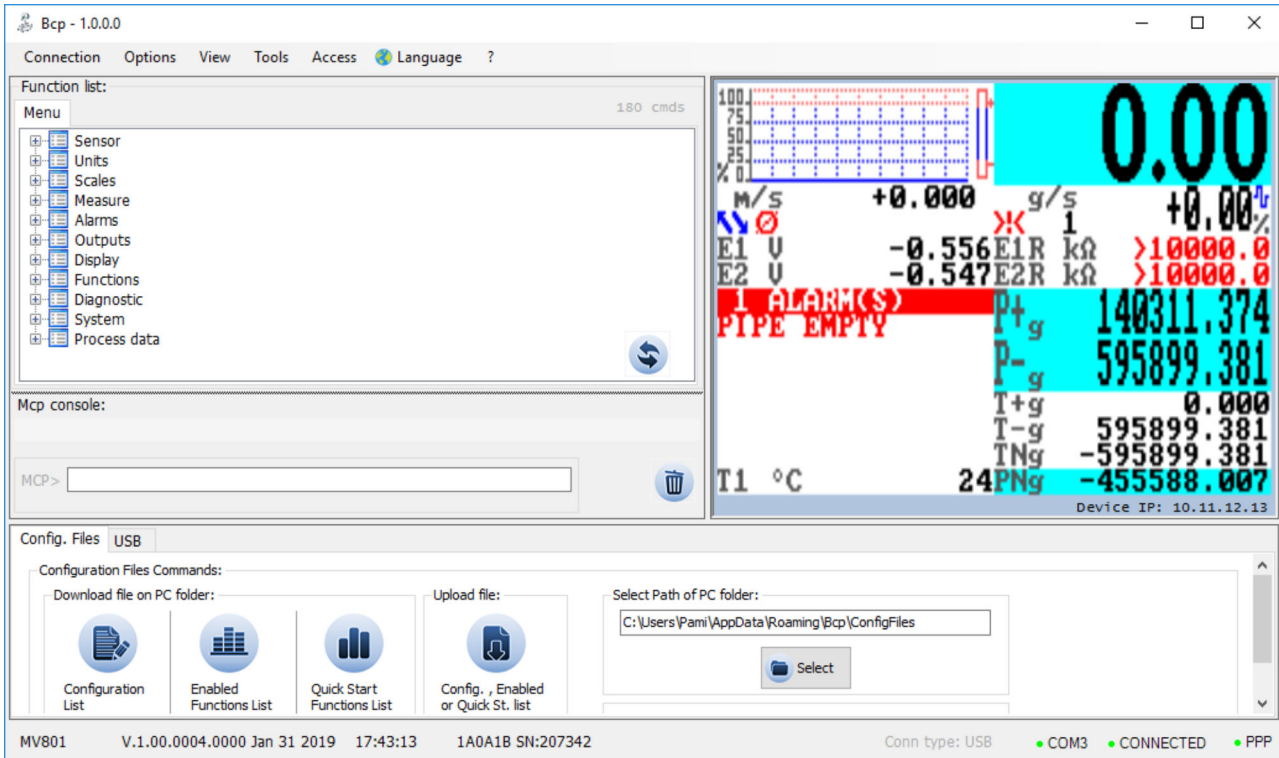 Bcp - 1.0.0.0
Connection Options View Tools Access Language ?
Function list:
Menu
180 cmds
Sensor
Units
Scales
Measure
Alarms
Outputs
Display
Functions
Diagnostic
System
Process data
Mcp console:
MCP>
100
75
50
25
% 0
0.00
m/s +0.000 g/s +0.00%
1
E1 V -0.556 E1R kΩ >10000.0
E2 V -0.547 E2R kΩ >10000.0
1 ALARM(S)
PIPE EMPTY
P+g 140311.374
P-g 595899.381
T+g 0.000
T-g 595899.381
TNg -595899.381
T1 °C 24 PNg -455588.007
Device IP: 10.11.12.13
Config. Files USB
Configuration Files Commands:
Download file on PC folder:
Configuration
List
Enabled
Functions List
Quick Start
Functions List
Upload file:
Config. , Enabled
or Quick St. list
Select Path of PC folder:
C:\Users\Pami\AppData\Roaming\Bcp\ConfigFiles
Select
MV801 V.1.00.0004.0000 Jan 31 2019 17:43:13 1A0A1B SN:207342 Conn type: USB COM3 CONNECTED PPP